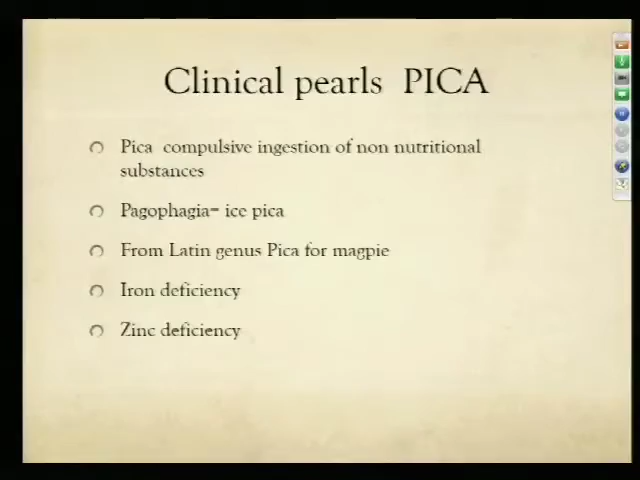 Clinical pearls PICA
Pica compulsive ingestion of non nutritional
substances
Pagophagia= ice pica
From Latin genus Pica for magpie
Iron deficiency
Zinc deficiency